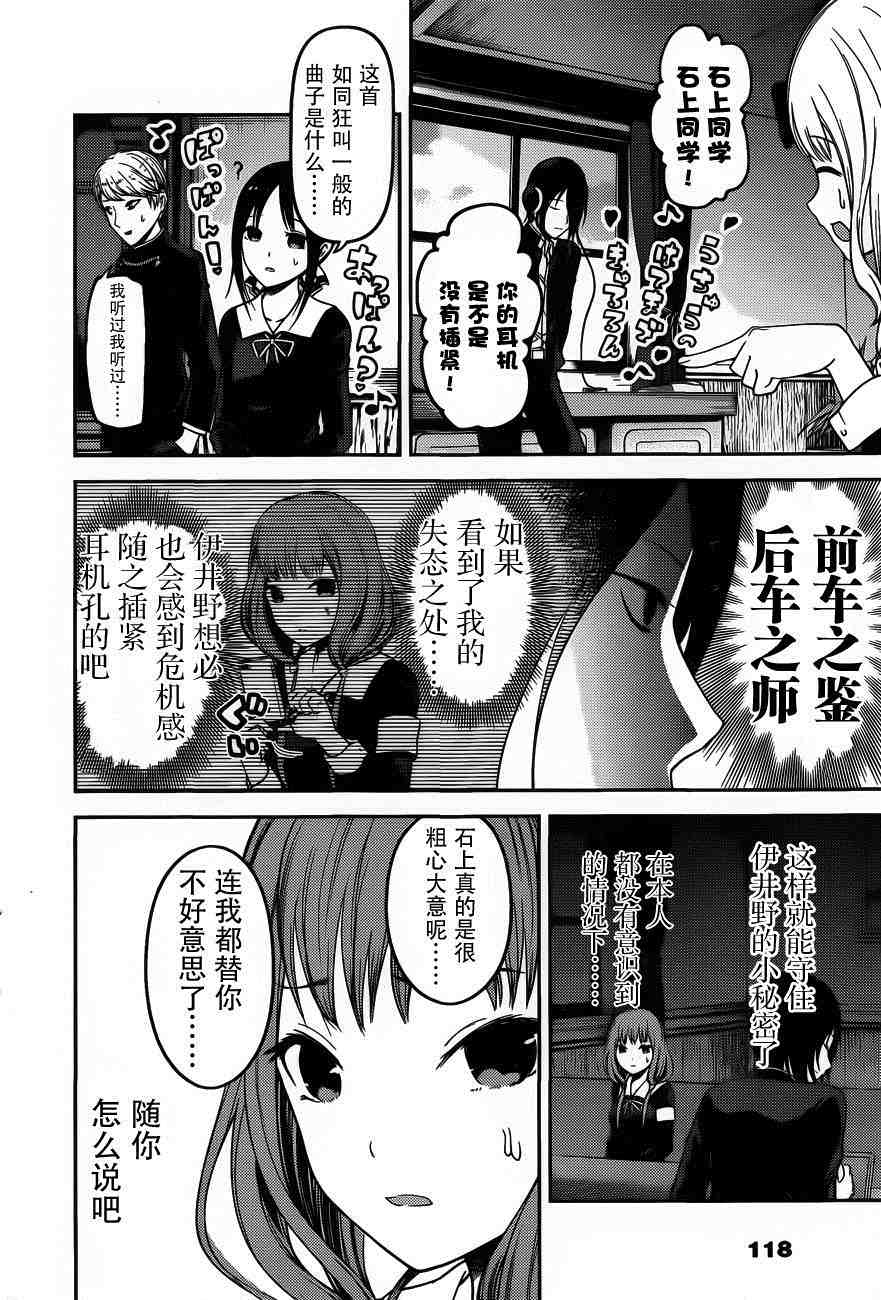 石上同学
石上同学！
你的耳机
是不是
没有插紧！
うさぴょっつ
はてまぎ
きゅるるん
这首
如同狂叫一般的
曲子是什么……
?
ぽっぱん！
おっぱん？
我听过我听过……
前车之鉴
后车之师
如果
看到了我的
失态之处……
伊井野想必
也会感到危机感
随之插紧
耳机孔的吧
这样就能守住
伊井野的小秘密了
在本人
都没有意识到
的情况下……
石上真的是很
粗心大意呢……
连我都替你
不好意思了……
随你
怎么说吧
118